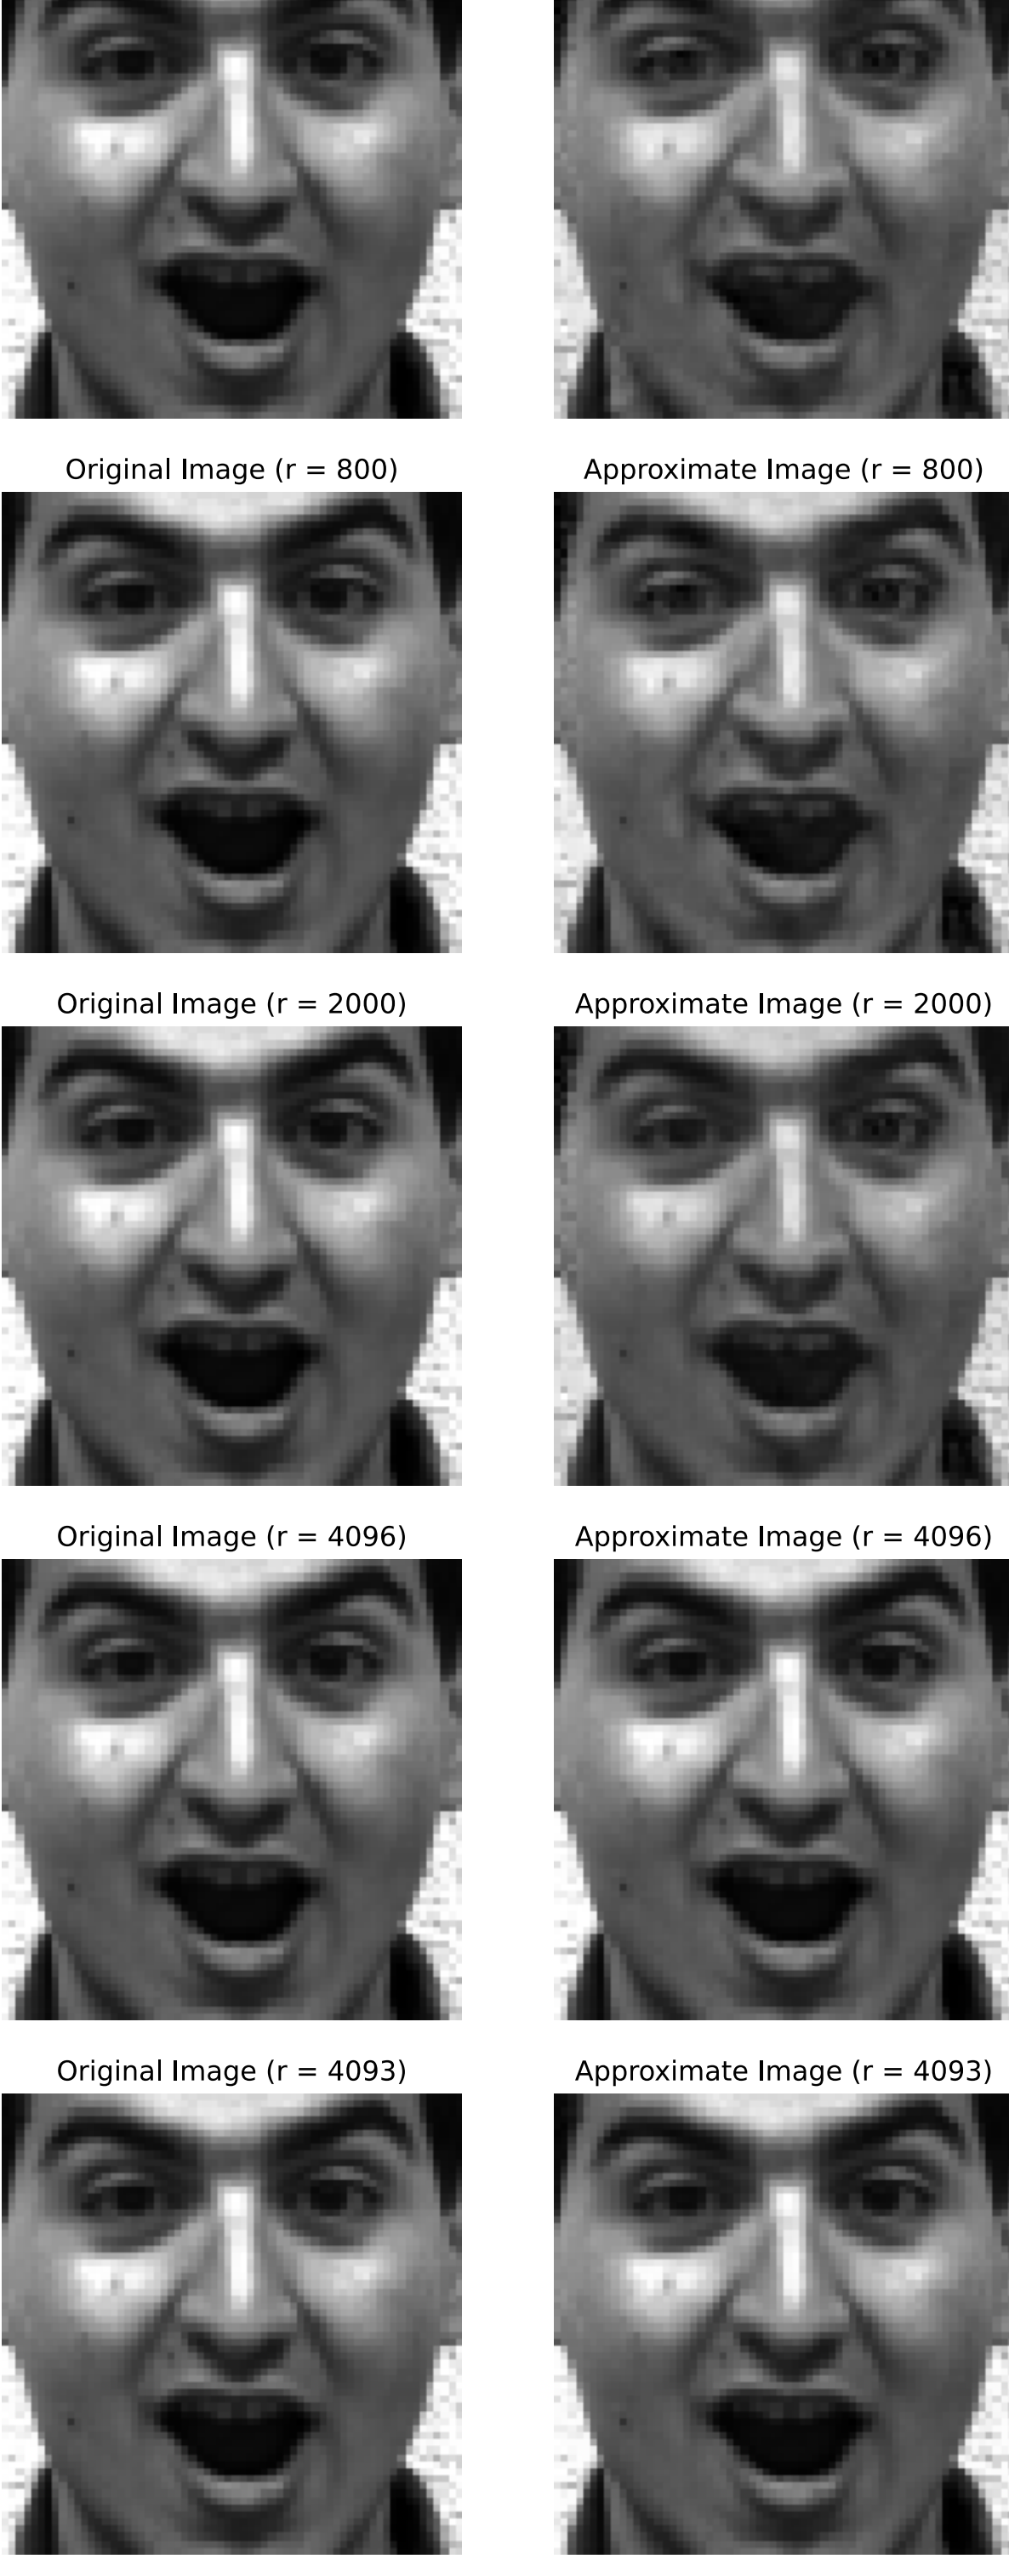 Original Image (r = 800)
Approximate Image (r = 800)
Original Image (r = 2000)
Approximate Image (r = 2000)
Original Image (r = 4096)
Approximate Image (r = 4096)
Original Image (r = 4093)
Approximate Image (r = 4093)